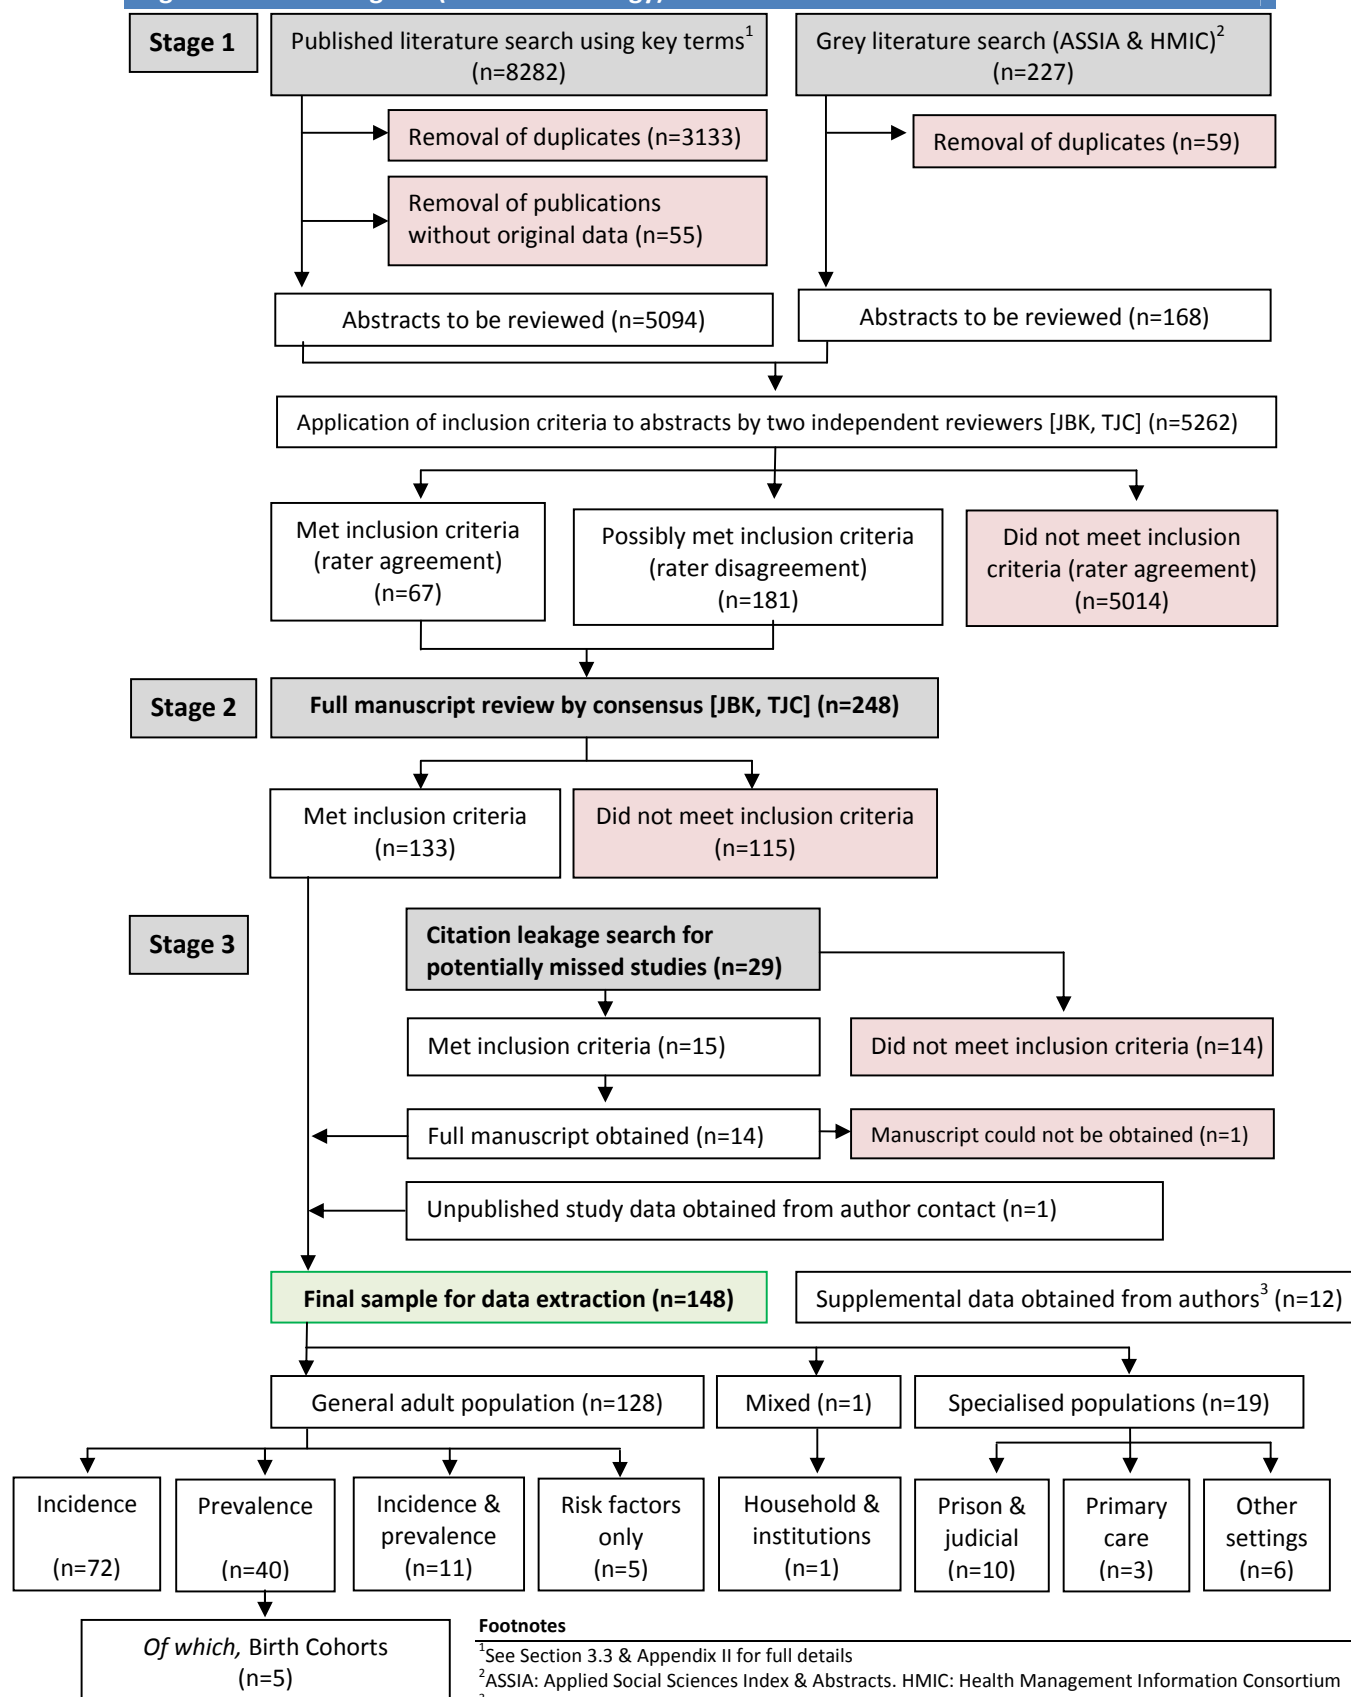 Stage 1
Published literature search using key terms1
(n=8282)
Grey literature search (ASSIA & HMIC)2
(n=227)
Removal of duplicates (n=3133)
Removal of duplicates (n=59)
Removal of publications
without original data (n=55)
Abstracts to be reviewed (n=5094)
Abstracts to be reviewed (n=168)
Application of inclusion criteria to abstracts by two independent reviewers [JBK, TJC] (n=5262)
Met inclusion criteria
(rater agreement)
(n=67)
Possibly met inclusion criteria
(rater disagreement)
(n=181)
Did not meet inclusion
criteria (rater agreement)
(n=5014)
Stage 2
Full manuscript review by consensus [JBK, TJC] (n=248)
Met inclusion criteria
(n=133)
Did not meet inclusion criteria
(n=115)
Stage 3
Citation leakage search for
potentially missed studies (n=29)
Met inclusion criteria (n=15)
Did not meet inclusion criteria (n=14)
Full manuscript obtained (n=14)
Manuscript could not be obtained (n=1)
Unpublished study data obtained from author contact (n=1)
Final sample for data extraction (n=148)
Supplemental data obtained from authors3 (n=12)
General adult population (n=128)
Mixed (n=1)
Specialised populations (n=19)
Incidence
(n=72)
Prevalence
(n=40)
Incidence &
prevalence
(n=11)
Risk factors
only
(n=5)
Household &
institutions
(n=1)
Prison &
judicial
(n=10)
Primary
care
(n=3)
Other
settings
(n=6)
Of which, Birth Cohorts
(n=5)
Footnotes
1See Section 3.3 & Appendix II for full details
2ASSIA: Applied Social Sciences Index & Abstracts. HMIC: Health Management Information Consortium